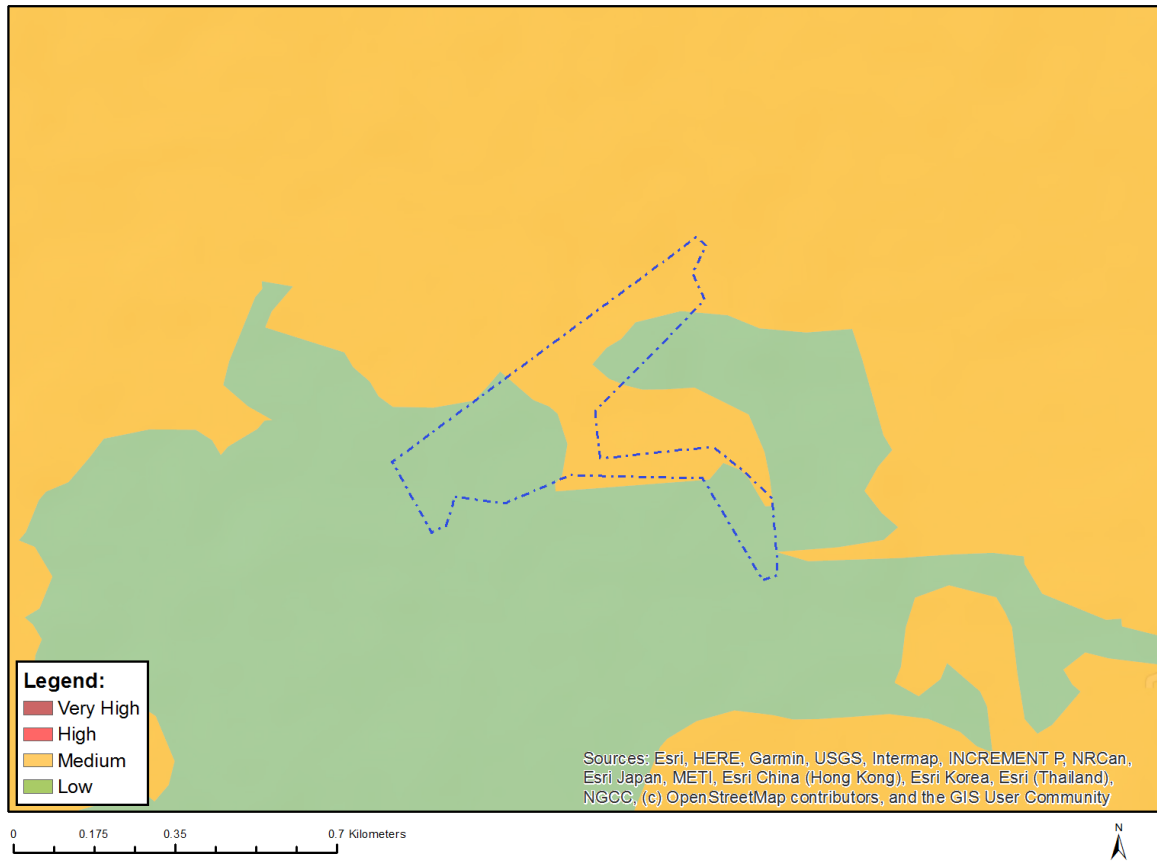 Legend:
Very High
High
Medium
Low
Sources: Esri, HERE, Garmin, USGS, Intermap, INCREMENT P, NRCan,
Esri Japan, METI, Esri China (Hong Kong), Esri Korea, Esri (Thailand),
NGCC, (c) OpenStreetMap contributors, and the GIS User Community
0 0.175 0.35 0.7 Kilometers
N